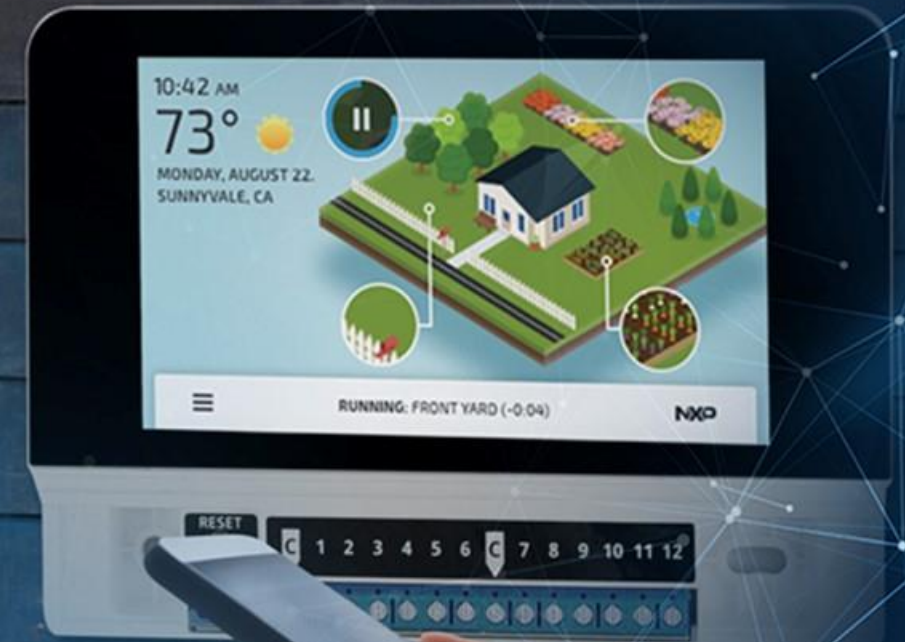 10:42 AM
73°
MONDAY, AUGUST 22.
SUNNYVALE, CA
RUNNING: FRONT YARD (-0:04)
NXP
RESET
C 1 2 3 4 5 6 C 7 8 9 10 11 12